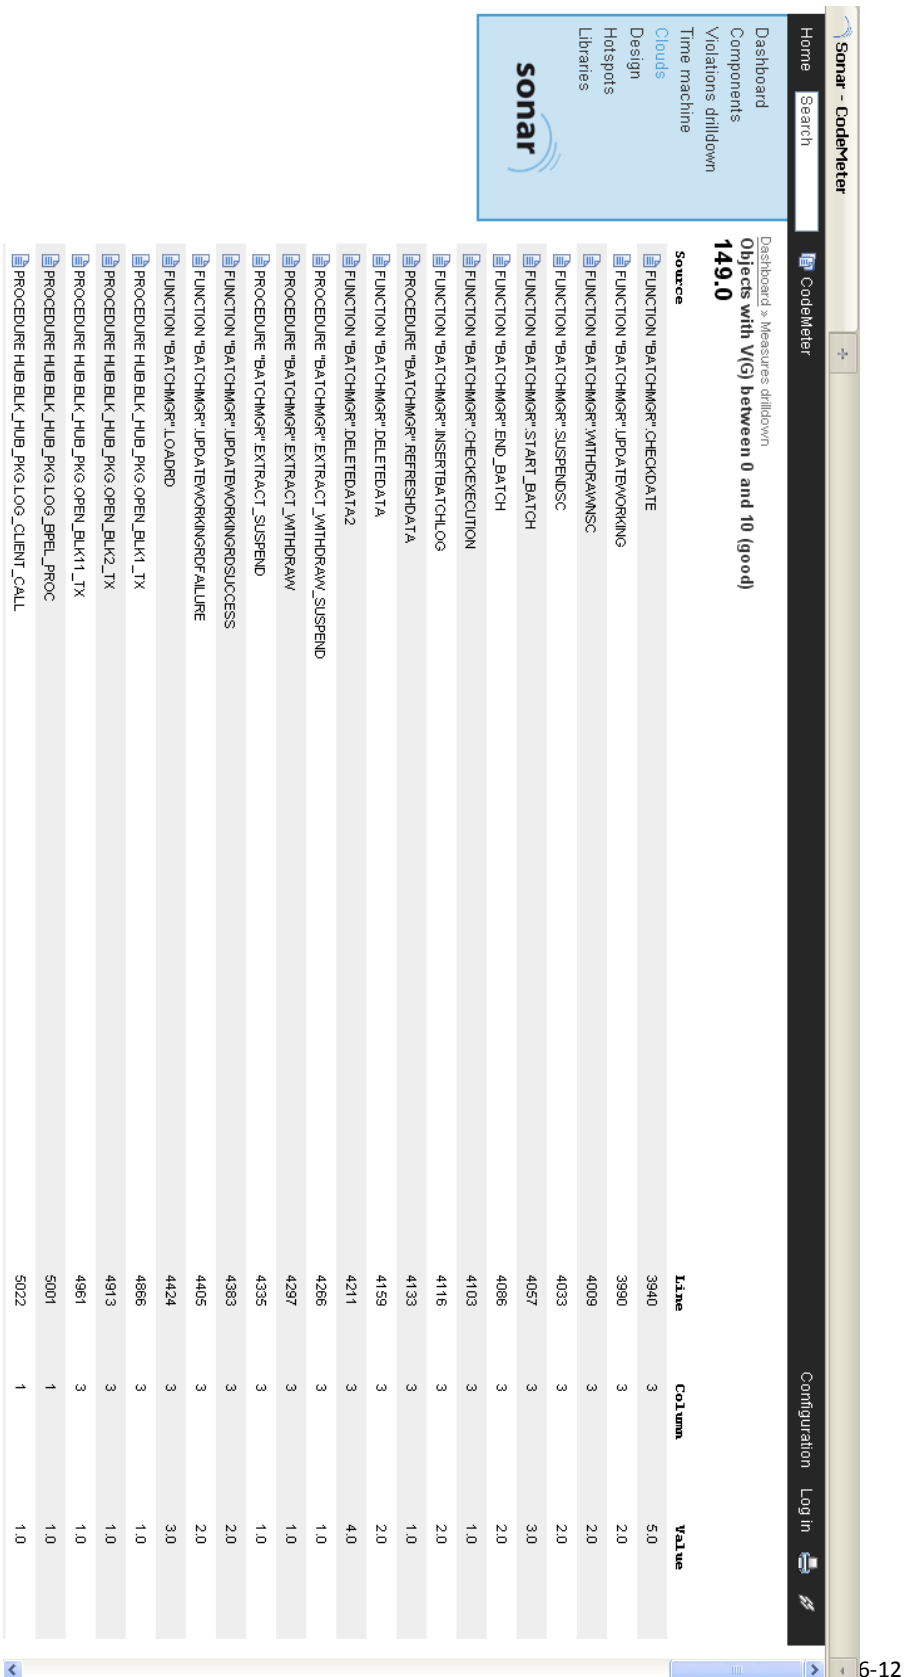 Sonar - CodeMeter
Home Search CodeMeter Configuration Log in
Dashboard
Components
Violations drilldown
Time machine
Clouds
Design
Hotspots
Libraries
sonar
Dashboard » Measures drilldown
Objects with V(G) between 0 and 10 (good)
149.0
Source Line Column Value
FUNCTION "BATCHMGR".CHECKDATE 3940 3 5.0
FUNCTION "BATCHMGR".UPDATEWORKING 3990 3 2.0
FUNCTION "BATCHMGR".WITHDRAWNSC 4009 3 2.0
FUNCTION "BATCHMGR".SUSPENDSC 4033 3 2.0
FUNCTION "BATCHMGR".START_BATCH 4057 3 3.0
FUNCTION "BATCHMGR".END_BATCH 4086 3 2.0
FUNCTION "BATCHMGR".CHECKEXECUTION 4103 3 1.0
FUNCTION "BATCHMGR".INSERTBATCHLOG 4116 3 2.0
PROCEDURE "BATCHMGR".REFRESHDATA 4133 3 1.0
FUNCTION "BATCHMGR".DELETEDATA 4159 3 2.0
FUNCTION "BATCHMGR".DELETEDATA2 4211 3 4.0
PROCEDURE "BATCHMGR".EXTRACT_WITHDRAW_SUSPEND 4266 3 1.0
PROCEDURE "BATCHMGR".EXTRACT_WITHDRAW 4297 3 1.0
PROCEDURE "BATCHMGR".EXTRACT_SUSPEND 4335 3 1.0
FUNCTION "BATCHMGR".UPDATEWORKINGRDSUCCESS 4383 3 2.0
FUNCTION "BATCHMGR".UPDATEWORKINGRDFAILURE 4405 3 2.0
FUNCTION "BATCHMGR".LOADRD 4424 3 3.0
PROCEDURE HUB.BLK_HUB_PKG.OPEN_BLK1_TX 4866 3 1.0
PROCEDURE HUB.BLK_HUB_PKG.OPEN_BLK2_TX 4913 3 1.0
PROCEDURE HUB.BLK_HUB_PKG.OPEN_BLK11_TX 4961 3 1.0
PROCEDURE HUB.BLK_HUB_PKG.LOG_BPEL_PROC 5001 1 1.0
PROCEDURE HUB.BLK_HUB_PKG.LOG_CLIENT_CALL 5022 1 1.0
6-12